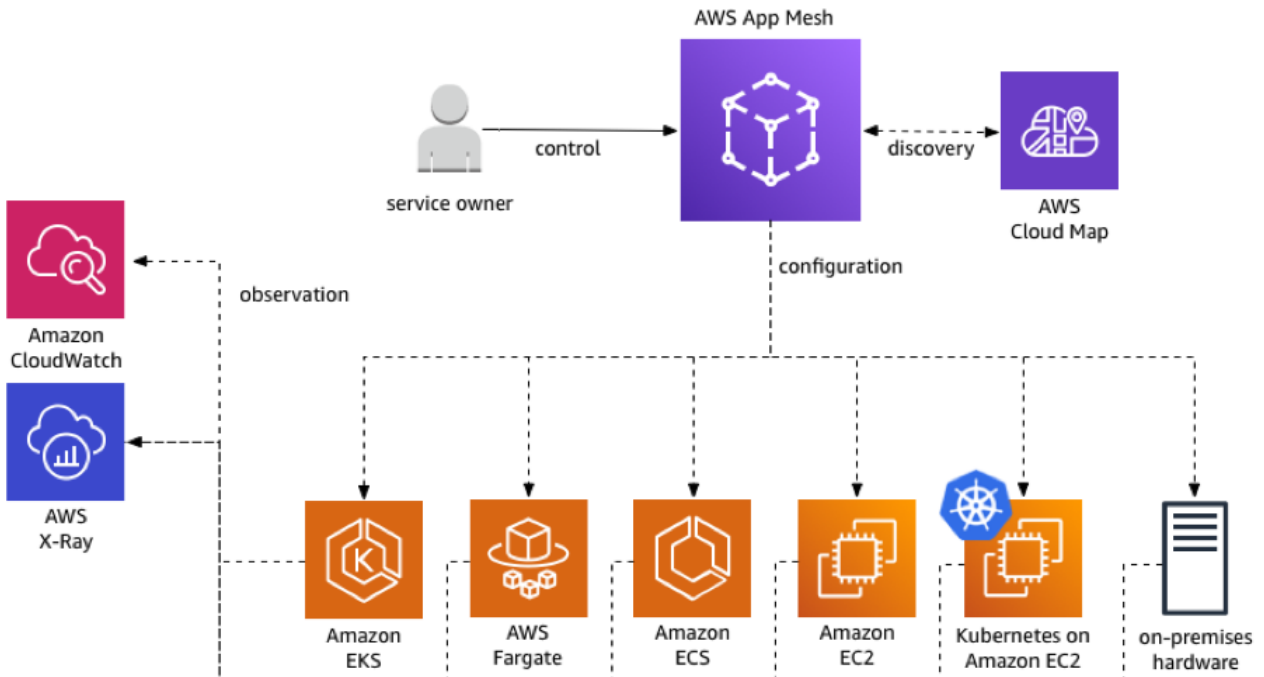 AWS App Mesh
control
discovery
service owner
AWS
Cloud Map
configuration
observation
Amazon
CloudWatch
AWS
X-Ray
K
Amazon
EKS
AWS
Fargate
Amazon
ECS
Amazon
EC2
Kubernetes on
Amazon EC2
on-premises
hardware